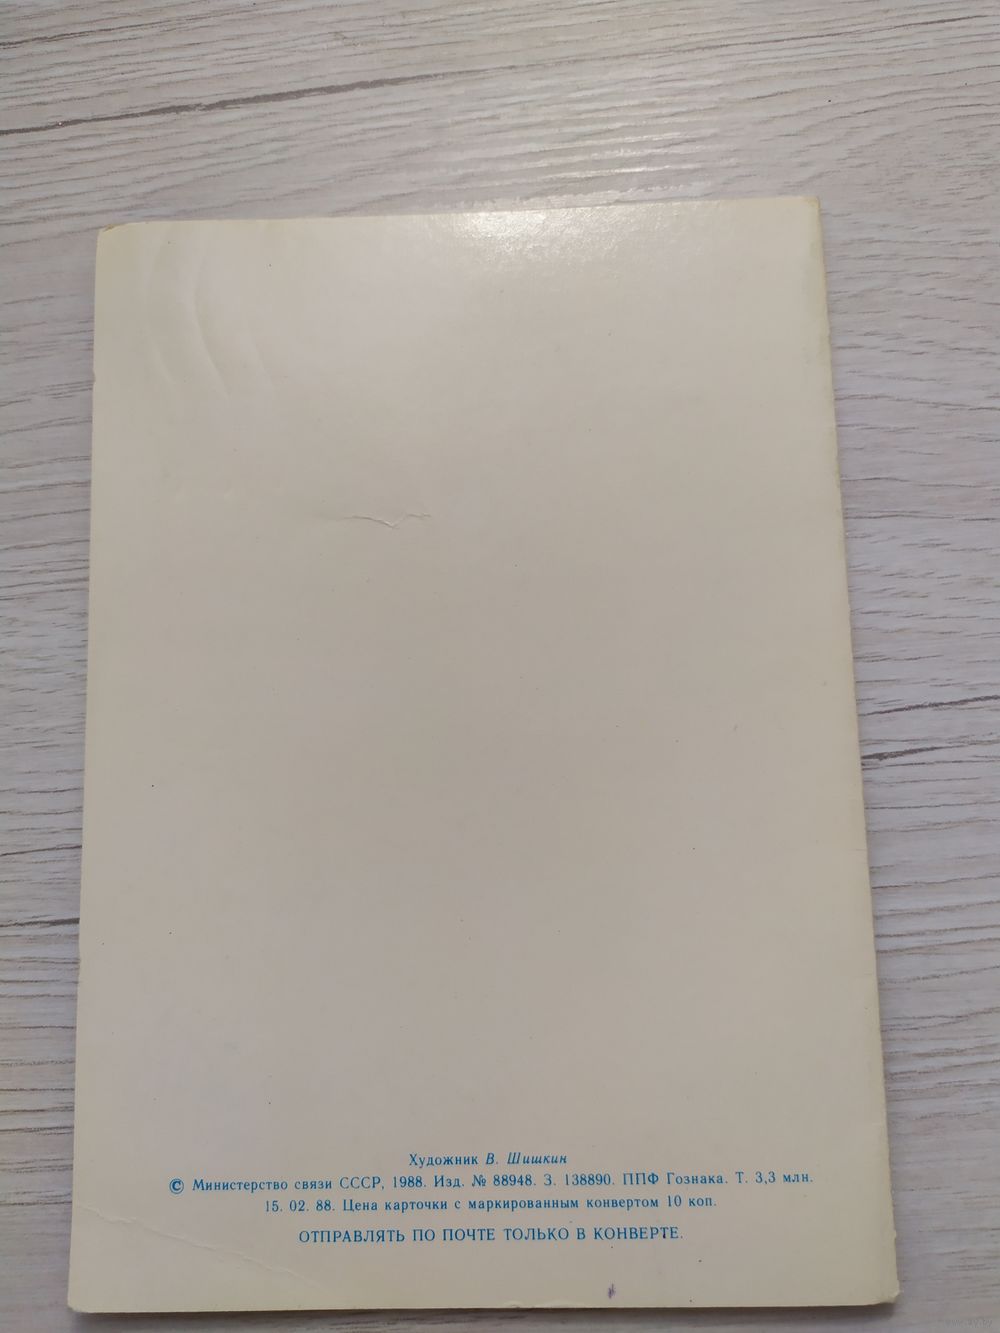 Художник В. Шишкин
© Министерство связи СССР, 1988. Изд. № 88948. З. 138890. ППФ Гознака. Т. 3,3 млн.
15. 02. 88. Цена карточки с маркированным конвертом 10 коп.
ОТПРАВЛЯТЬ ПО ПОЧТЕ ТОЛЬКО В КОНВЕРТЕ.